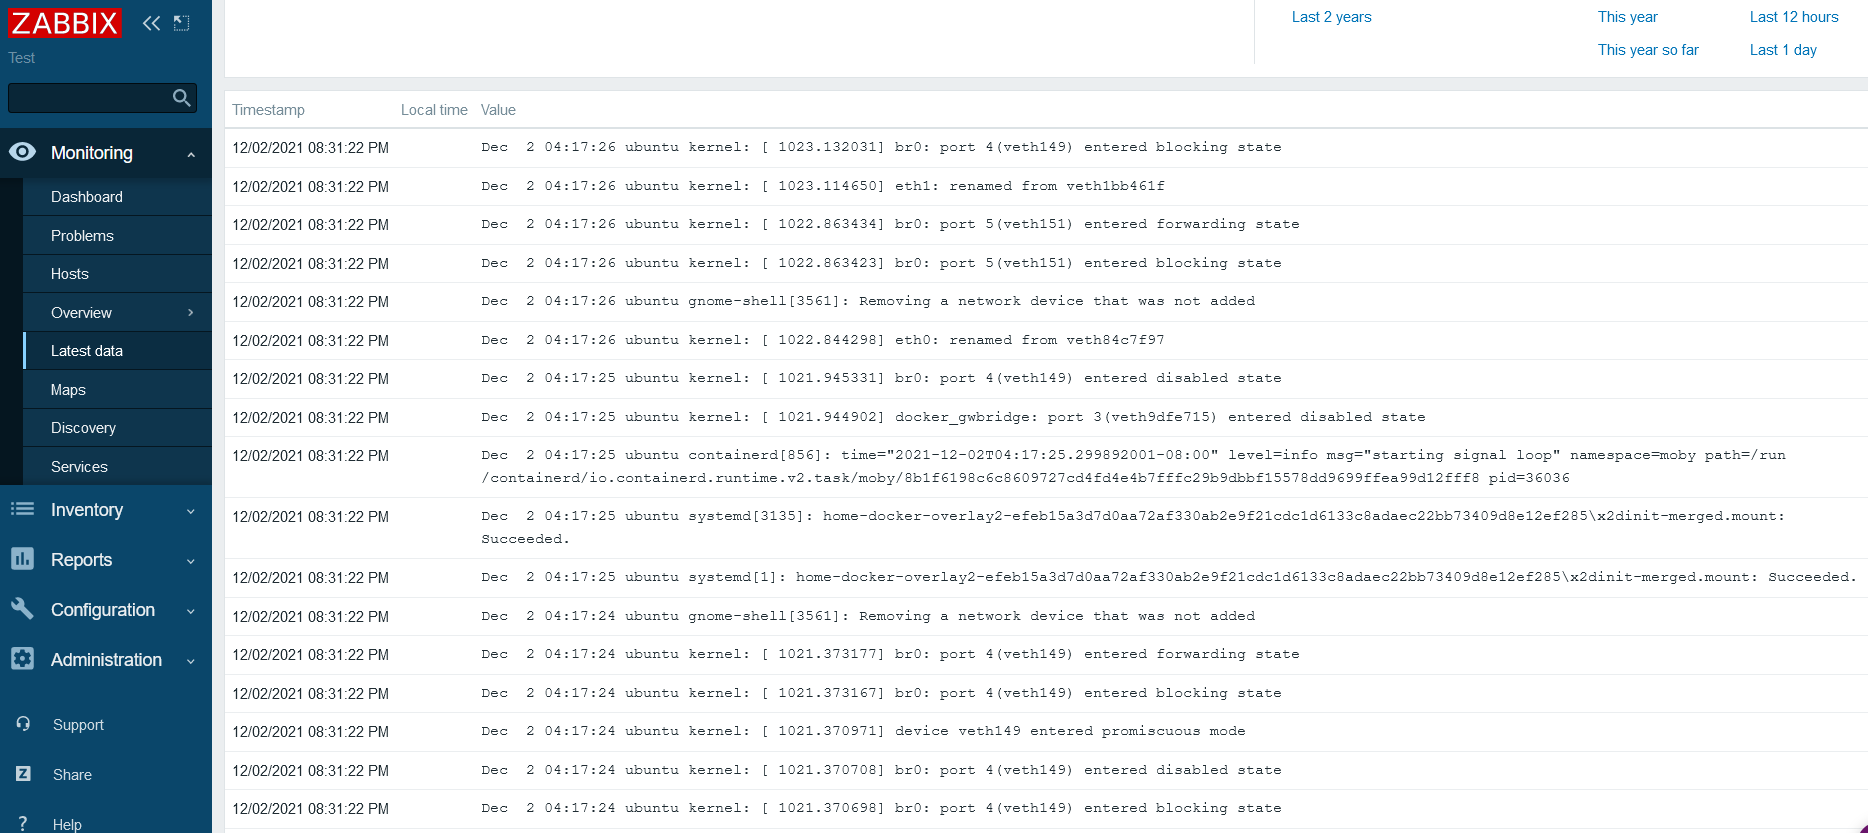 ZABBIX
Test
Monitoring
Dashboard
Problems
Hosts
Overview
Latest data
Maps
Discovery
Services
Inventory
Reports
Configuration
Administration
Support
Share
Help
Last 2 years This year Last 12 hours
This year so far Last 1 day
Timestamp Local time Value
12/02/2021 08:31:22 PM Dec  2 04:17:26 ubuntu kernel: [ 1023.132031] br0: port 4(veth149) entered blocking state
12/02/2021 08:31:22 PM Dec  2 04:17:26 ubuntu kernel: [ 1023.114650] eth1: renamed from veth1bb461f
12/02/2021 08:31:22 PM Dec  2 04:17:26 ubuntu kernel: [ 1022.863434] br0: port 5(veth151) entered forwarding state
12/02/2021 08:31:22 PM Dec  2 04:17:26 ubuntu kernel: [ 1022.863423] br0: port 5(veth151) entered blocking state
12/02/2021 08:31:22 PM Dec  2 04:17:26 ubuntu gnome-shell[3561]: Removing a network device that was not added
12/02/2021 08:31:22 PM Dec  2 04:17:26 ubuntu kernel: [ 1022.844298] eth0: renamed from veth84c7f97
12/02/2021 08:31:22 PM Dec  2 04:17:25 ubuntu kernel: [ 1021.945331] br0: port 4(veth149) entered disabled state
12/02/2021 08:31:22 PM Dec  2 04:17:25 ubuntu kernel: [ 1021.944902] docker_gwbridge: port 3(veth9dfe715) entered disabled state
12/02/2021 08:31:22 PM Dec  2 04:17:25 ubuntu containerd[856]: time="2021-12-02T04:17:25.299892001-08:00" level=info msg="starting signal loop" namespace=moby path=/run
/containerd/io.containerd.runtime.v2.task/moby/8b1f6198c6c8609727cd4fd4e4b7fffc29b9dbbf15578dd9699ffea99d12fff8 pid=36036
12/02/2021 08:31:22 PM Dec  2 04:17:25 ubuntu systemd[3135]: home-docker-overlay2-efeb15a3d7d0aa72af330ab2e9f21cdc1d6133c8adaec22bb73409d8e12ef285\x2dinit-merged.mount:
Succeeded.
12/02/2021 08:31:22 PM Dec  2 04:17:25 ubuntu systemd[1]: home-docker-overlay2-efeb15a3d7d0aa72af330ab2e9f21cdc1d6133c8adaec22bb73409d8e12ef285\x2dinit-merged.mount: Succeeded.
12/02/2021 08:31:22 PM Dec  2 04:17:24 ubuntu gnome-shell[3561]: Removing a network device that was not added
12/02/2021 08:31:22 PM Dec  2 04:17:24 ubuntu kernel: [ 1021.373177] br0: port 4(veth149) entered forwarding state
12/02/2021 08:31:22 PM Dec  2 04:17:24 ubuntu kernel: [ 1021.373167] br0: port 4(veth149) entered blocking state
12/02/2021 08:31:22 PM Dec  2 04:17:24 ubuntu kernel: [ 1021.370971] device veth149 entered promiscuous mode
12/02/2021 08:31:22 PM Dec  2 04:17:24 ubuntu kernel: [ 1021.370708] br0: port 4(veth149) entered disabled state
12/02/2021 08:31:22 PM Dec  2 04:17:24 ubuntu kernel: [ 1021.370698] br0: port 4(veth149) entered blocking state